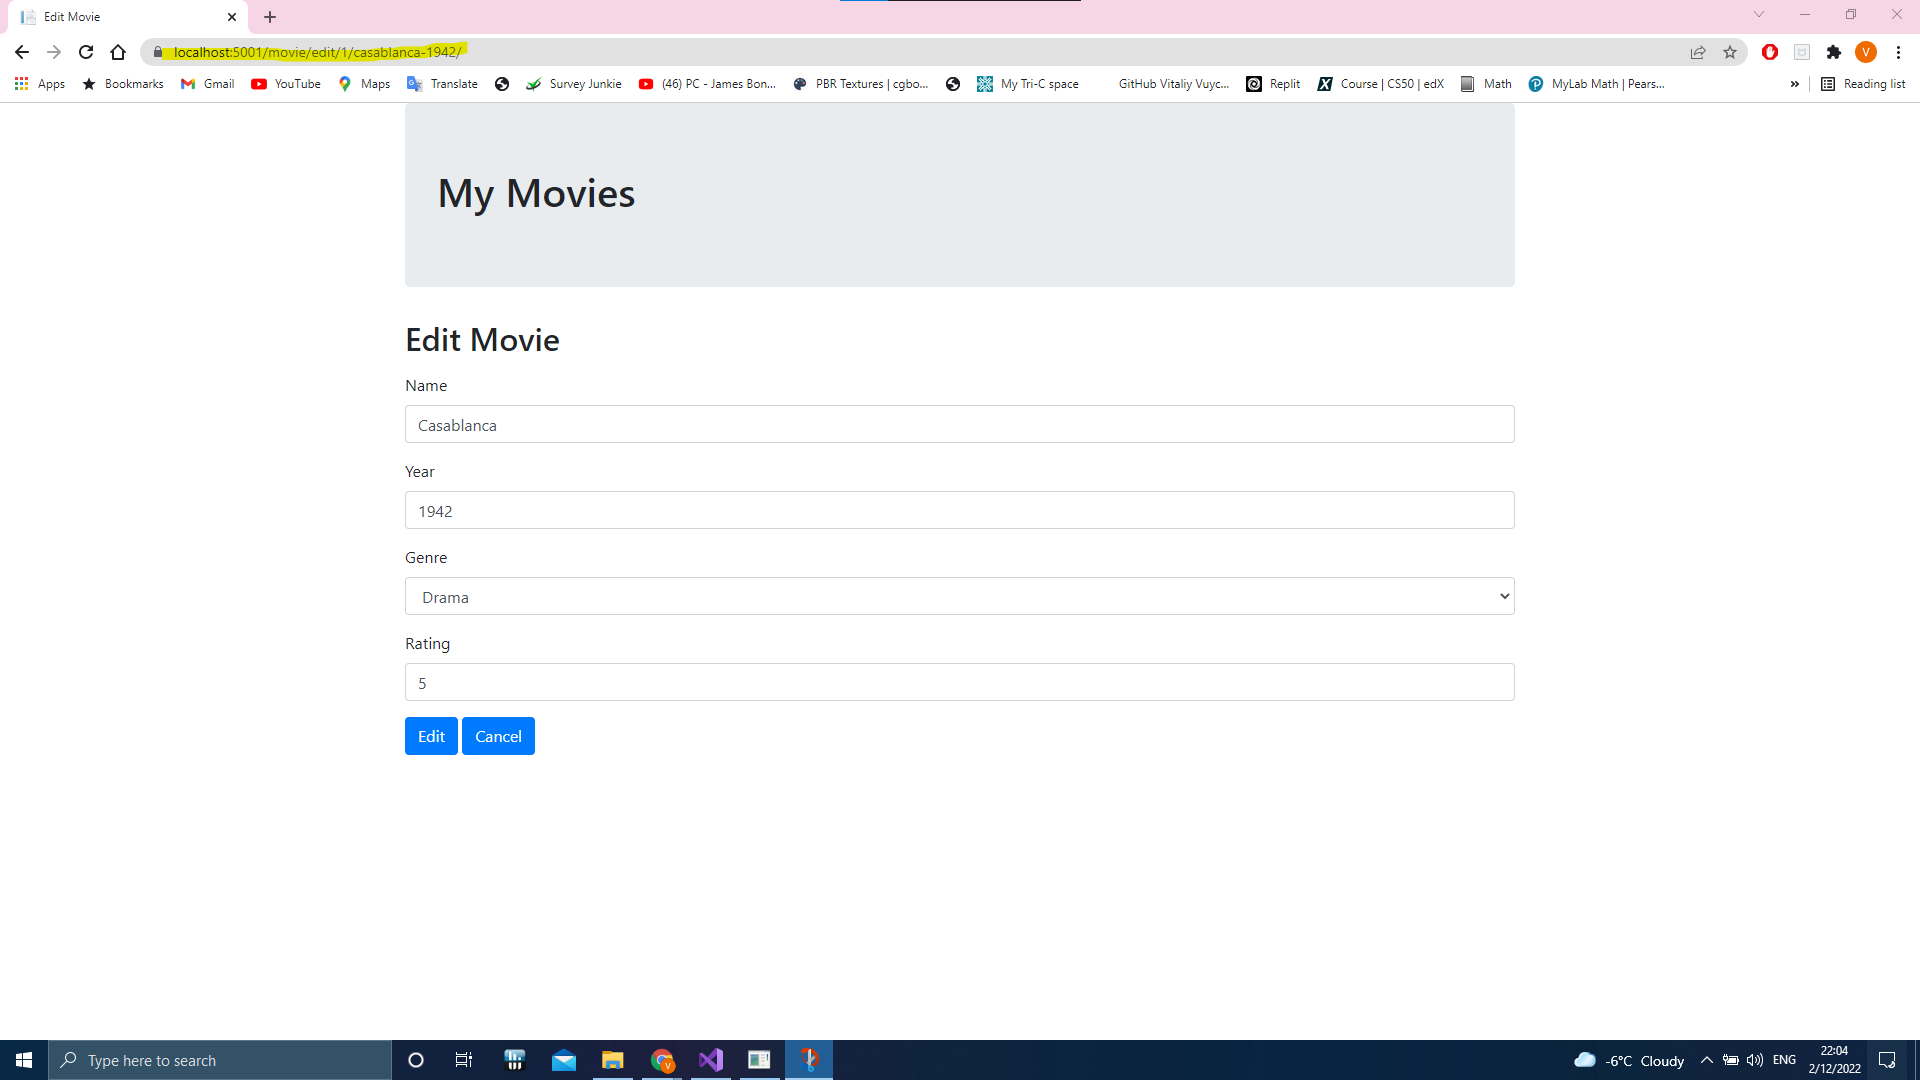 Edit Movie
localhost:5001/movie/edit/1/casablanca-1942/
V
Apps Bookmarks Gmail YouTube Maps Translate Survey Junkie (46) PC - James Bon... PBR Textures | cgbo... My Tri-C space GitHub Vitaliy Vuyc... Replit Course | CS50 | edX Math MyLab Math | Pears... » Reading list
My Movies
Edit Movie
Name
Casablanca
Year
1942
Genre
Drama
Rating
5
Edit Cancel
Type here to search
-6°C Cloudy
ENG
22:04
2/12/2022